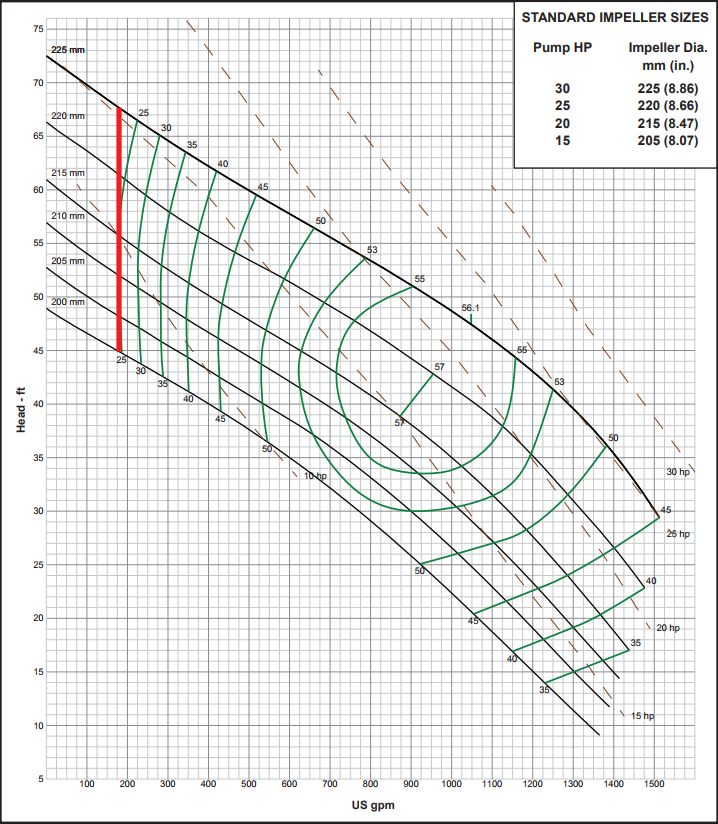 STANDARD IMPELLER SIZES
Pump HP Impeller Dia.
mm (in.)
30 225 (8.86)
25 220 (8.66)
20 215 (8.47)
15 205 (8.07)
75
225 mm
70
220 mm
25
65
30
35
215 mm
40
60
45
210 mm
50
55
53
205 mm
55
50
200 mm
56.1
45
25
55
57
30
35
53
40
40
45
57
50
50
35
10 hp
30 hp
Head - ft
30
45
25 hp
25
50
40
20
45
20 hp
35
40
15
35
15 hp
10
5
100 200 300 400 500 600 700 800 900 1000 1100 1200 1300 1400 1500
US gpm